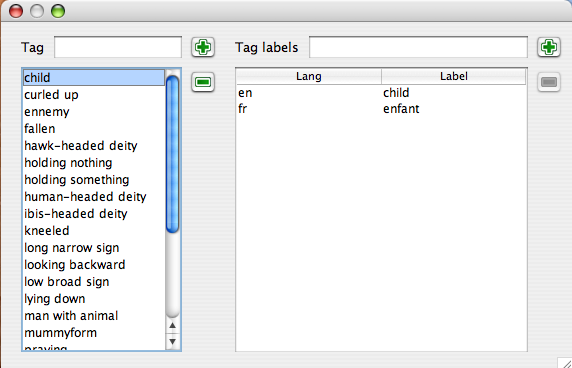 Tag
Tag labels
child
curled up
ennemy
fallen
hawk-headed deity
holding nothing
holding something
human-headed deity
ibis-headed deity
kneeled
long narrow sign
looking backward
low broad sign
lying down
man with animal
mummyform
praying
Lang Label
en child
fr enfant